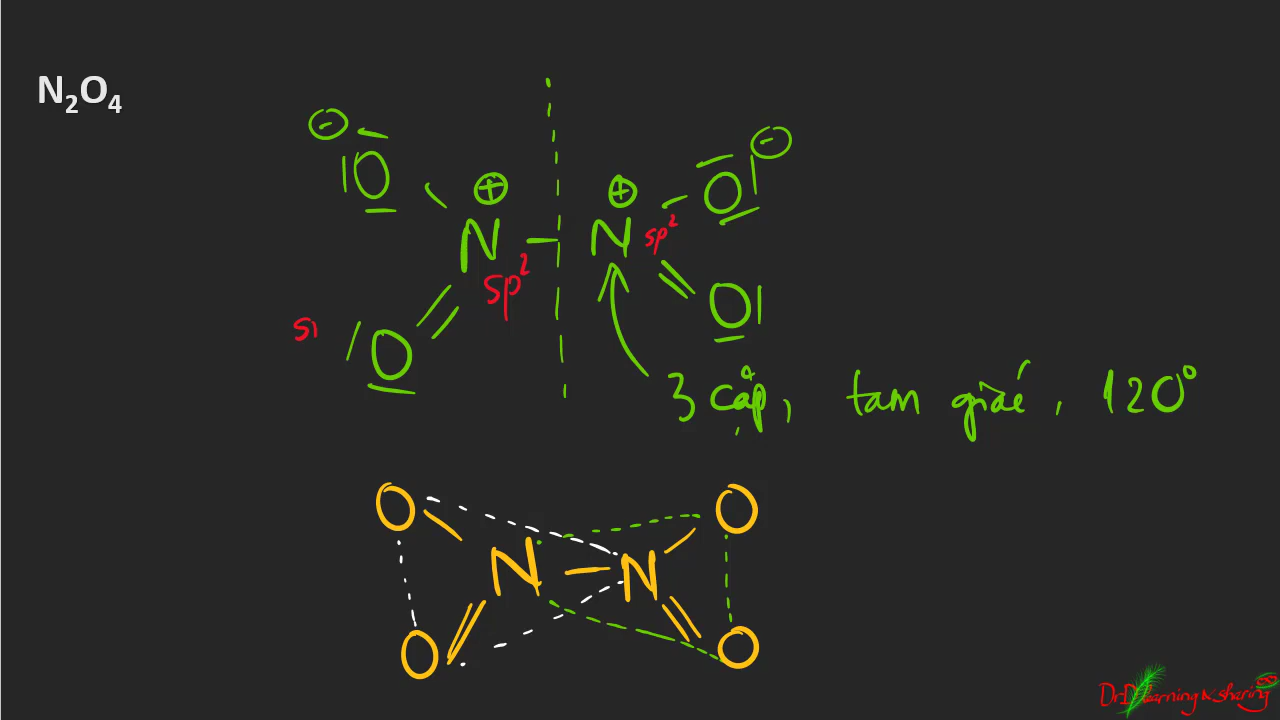 N₂O₄
⊖ ⊖
|O ⊕ ⊕ O|
N - N sp²
sp²
s |O O|
3 cặp, tam giác, 120°
O O
N - N
O O
Dr.D learning & sharing